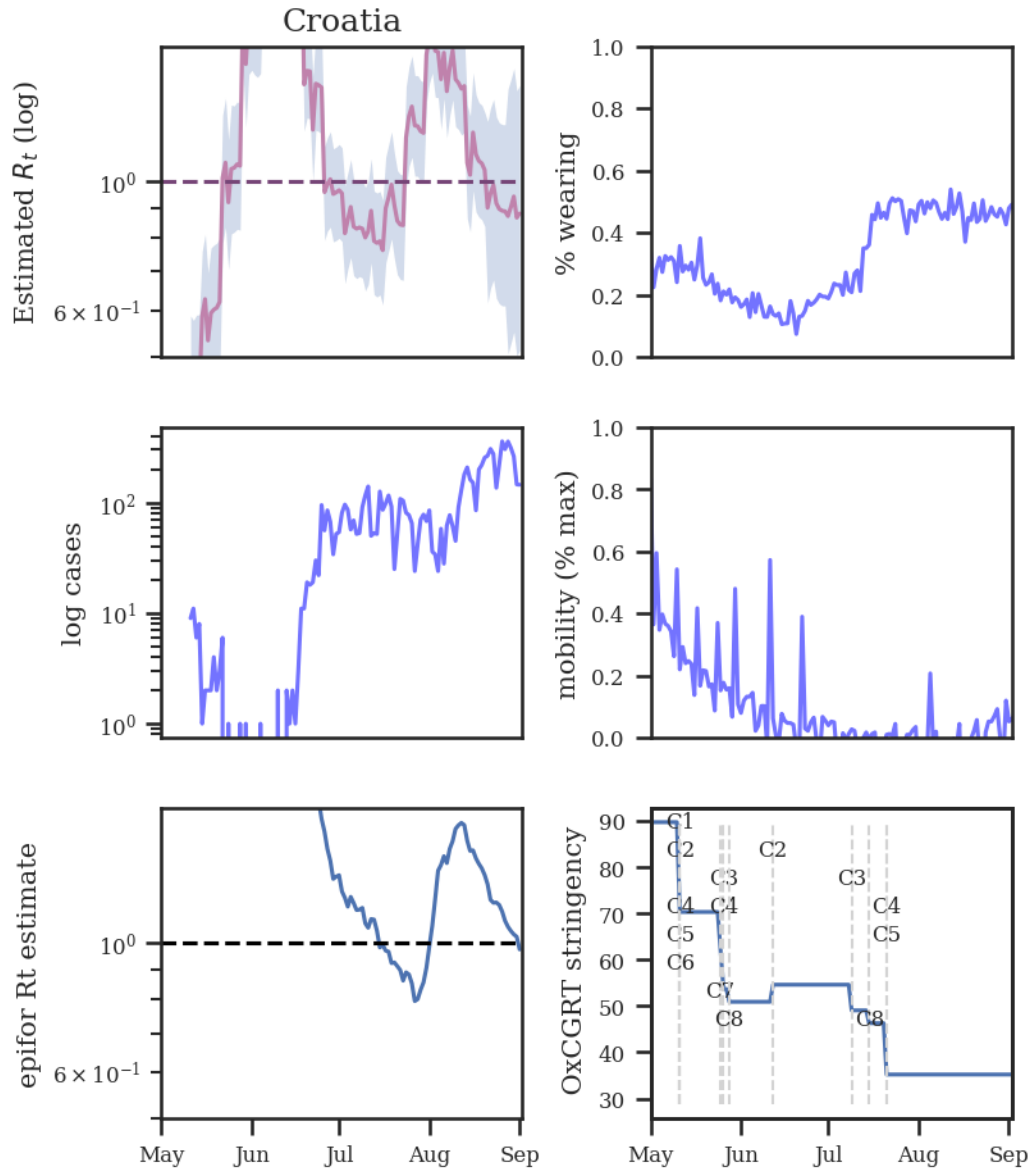 Croatia
Estimated R_t (log)
10^0
6 × 10^-1
% wearing
1.0
0.8
0.6
0.4
0.2
0.0
log cases
10^2
10^1
10^0
mobility (% max)
1.0
0.8
0.6
0.4
0.2
0.0
epifor Rt estimate
10^0
6 × 10^-1
May
Jun
Jul
Aug
Sep
OxCGRT stringency
90
80
70
60
50
40
30
C1
C2
C4
C5
C6
C3
C4
C7
C8
C2
C3
C8
C4
C5
May
Jun
Jul
Aug
Sep